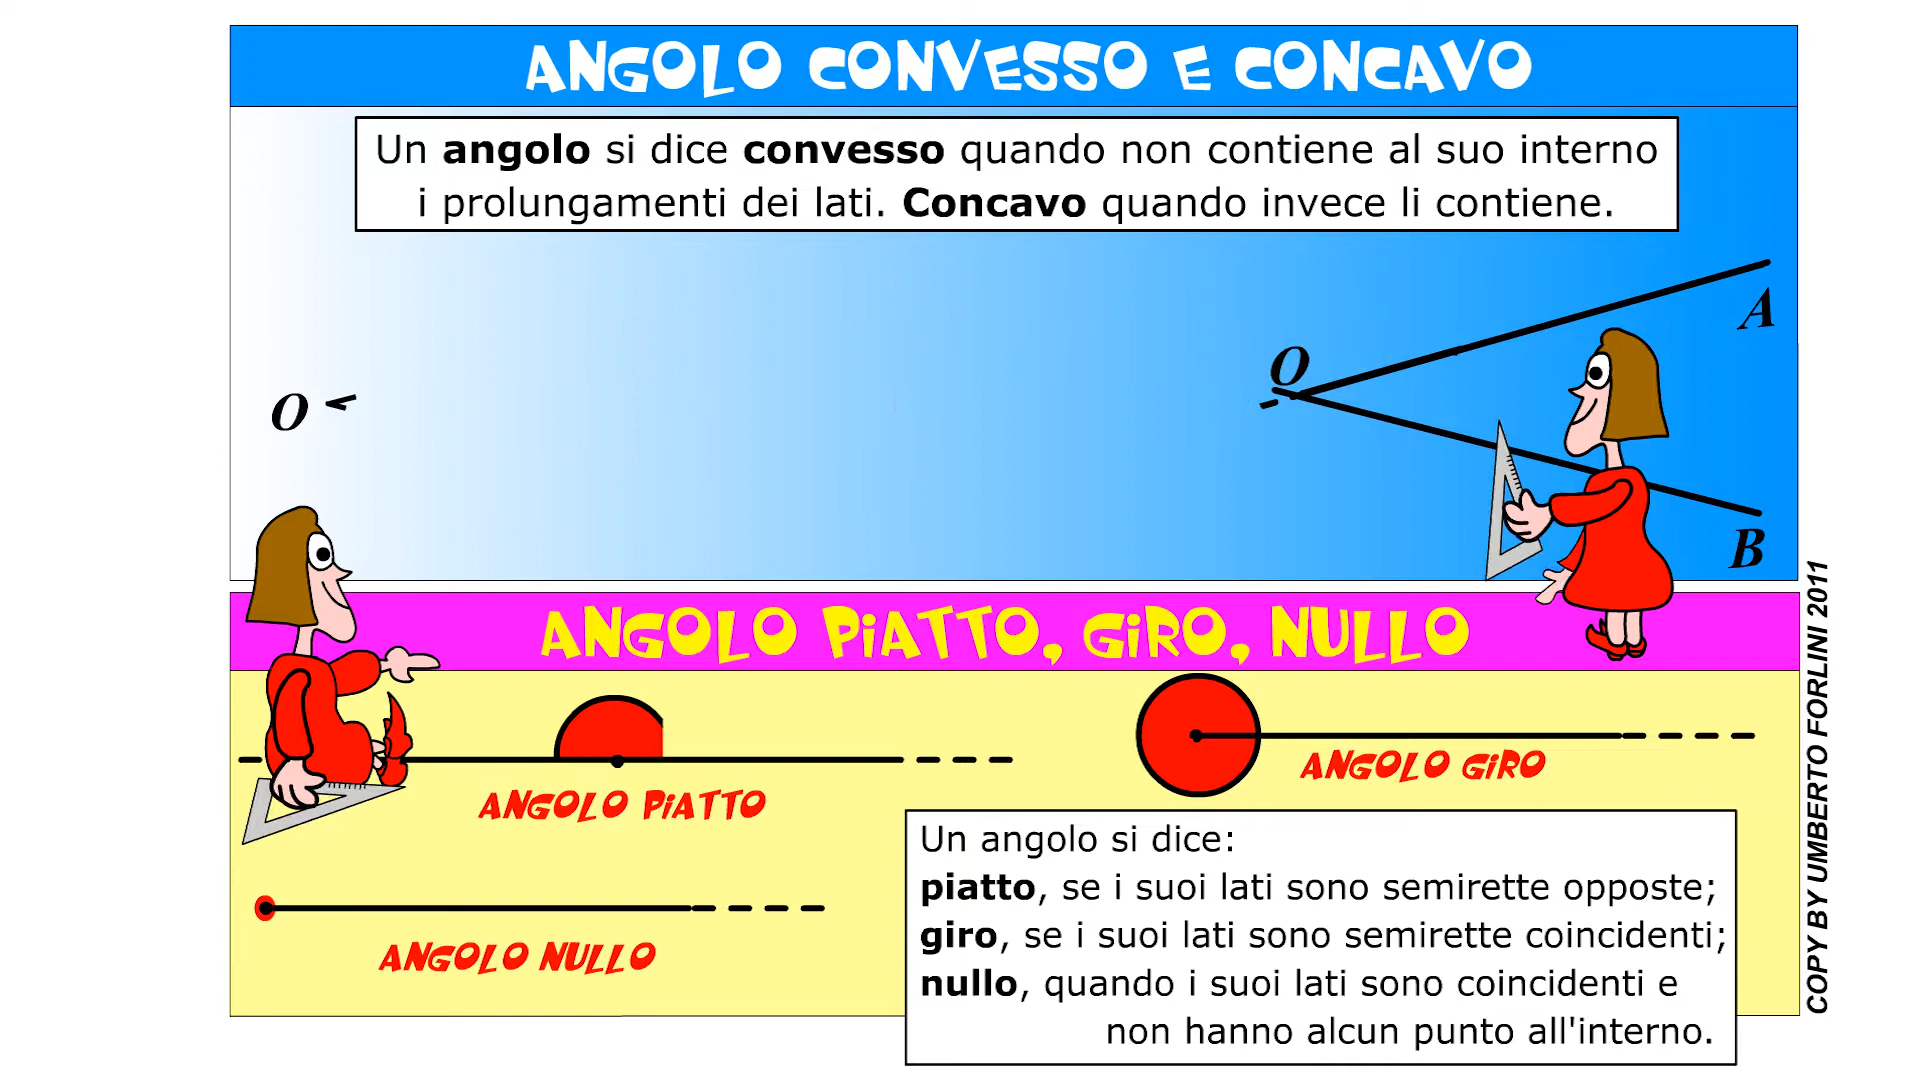 ANGOLO CONVESSO E CONCAVO
Un angolo si dice convesso quando non contiene al suo interno
i prolungamenti dei lati. Concavo quando invece li contiene.
A
O
O
B
ANGOLO PiATTO, GiRO, NULLO
ANGOLO GiRO
ANGOLO PiATTO
Un angolo si dice:
piatto, se i suoi lati sono semirette opposte;
giro, se i suoi lati sono semirette coincidenti;
nullo, quando i suoi lati sono coincidenti e
non hanno alcun punto all'interno.
ANGOLO NULLO
COPY BY UMBERTO FORLINI 2011